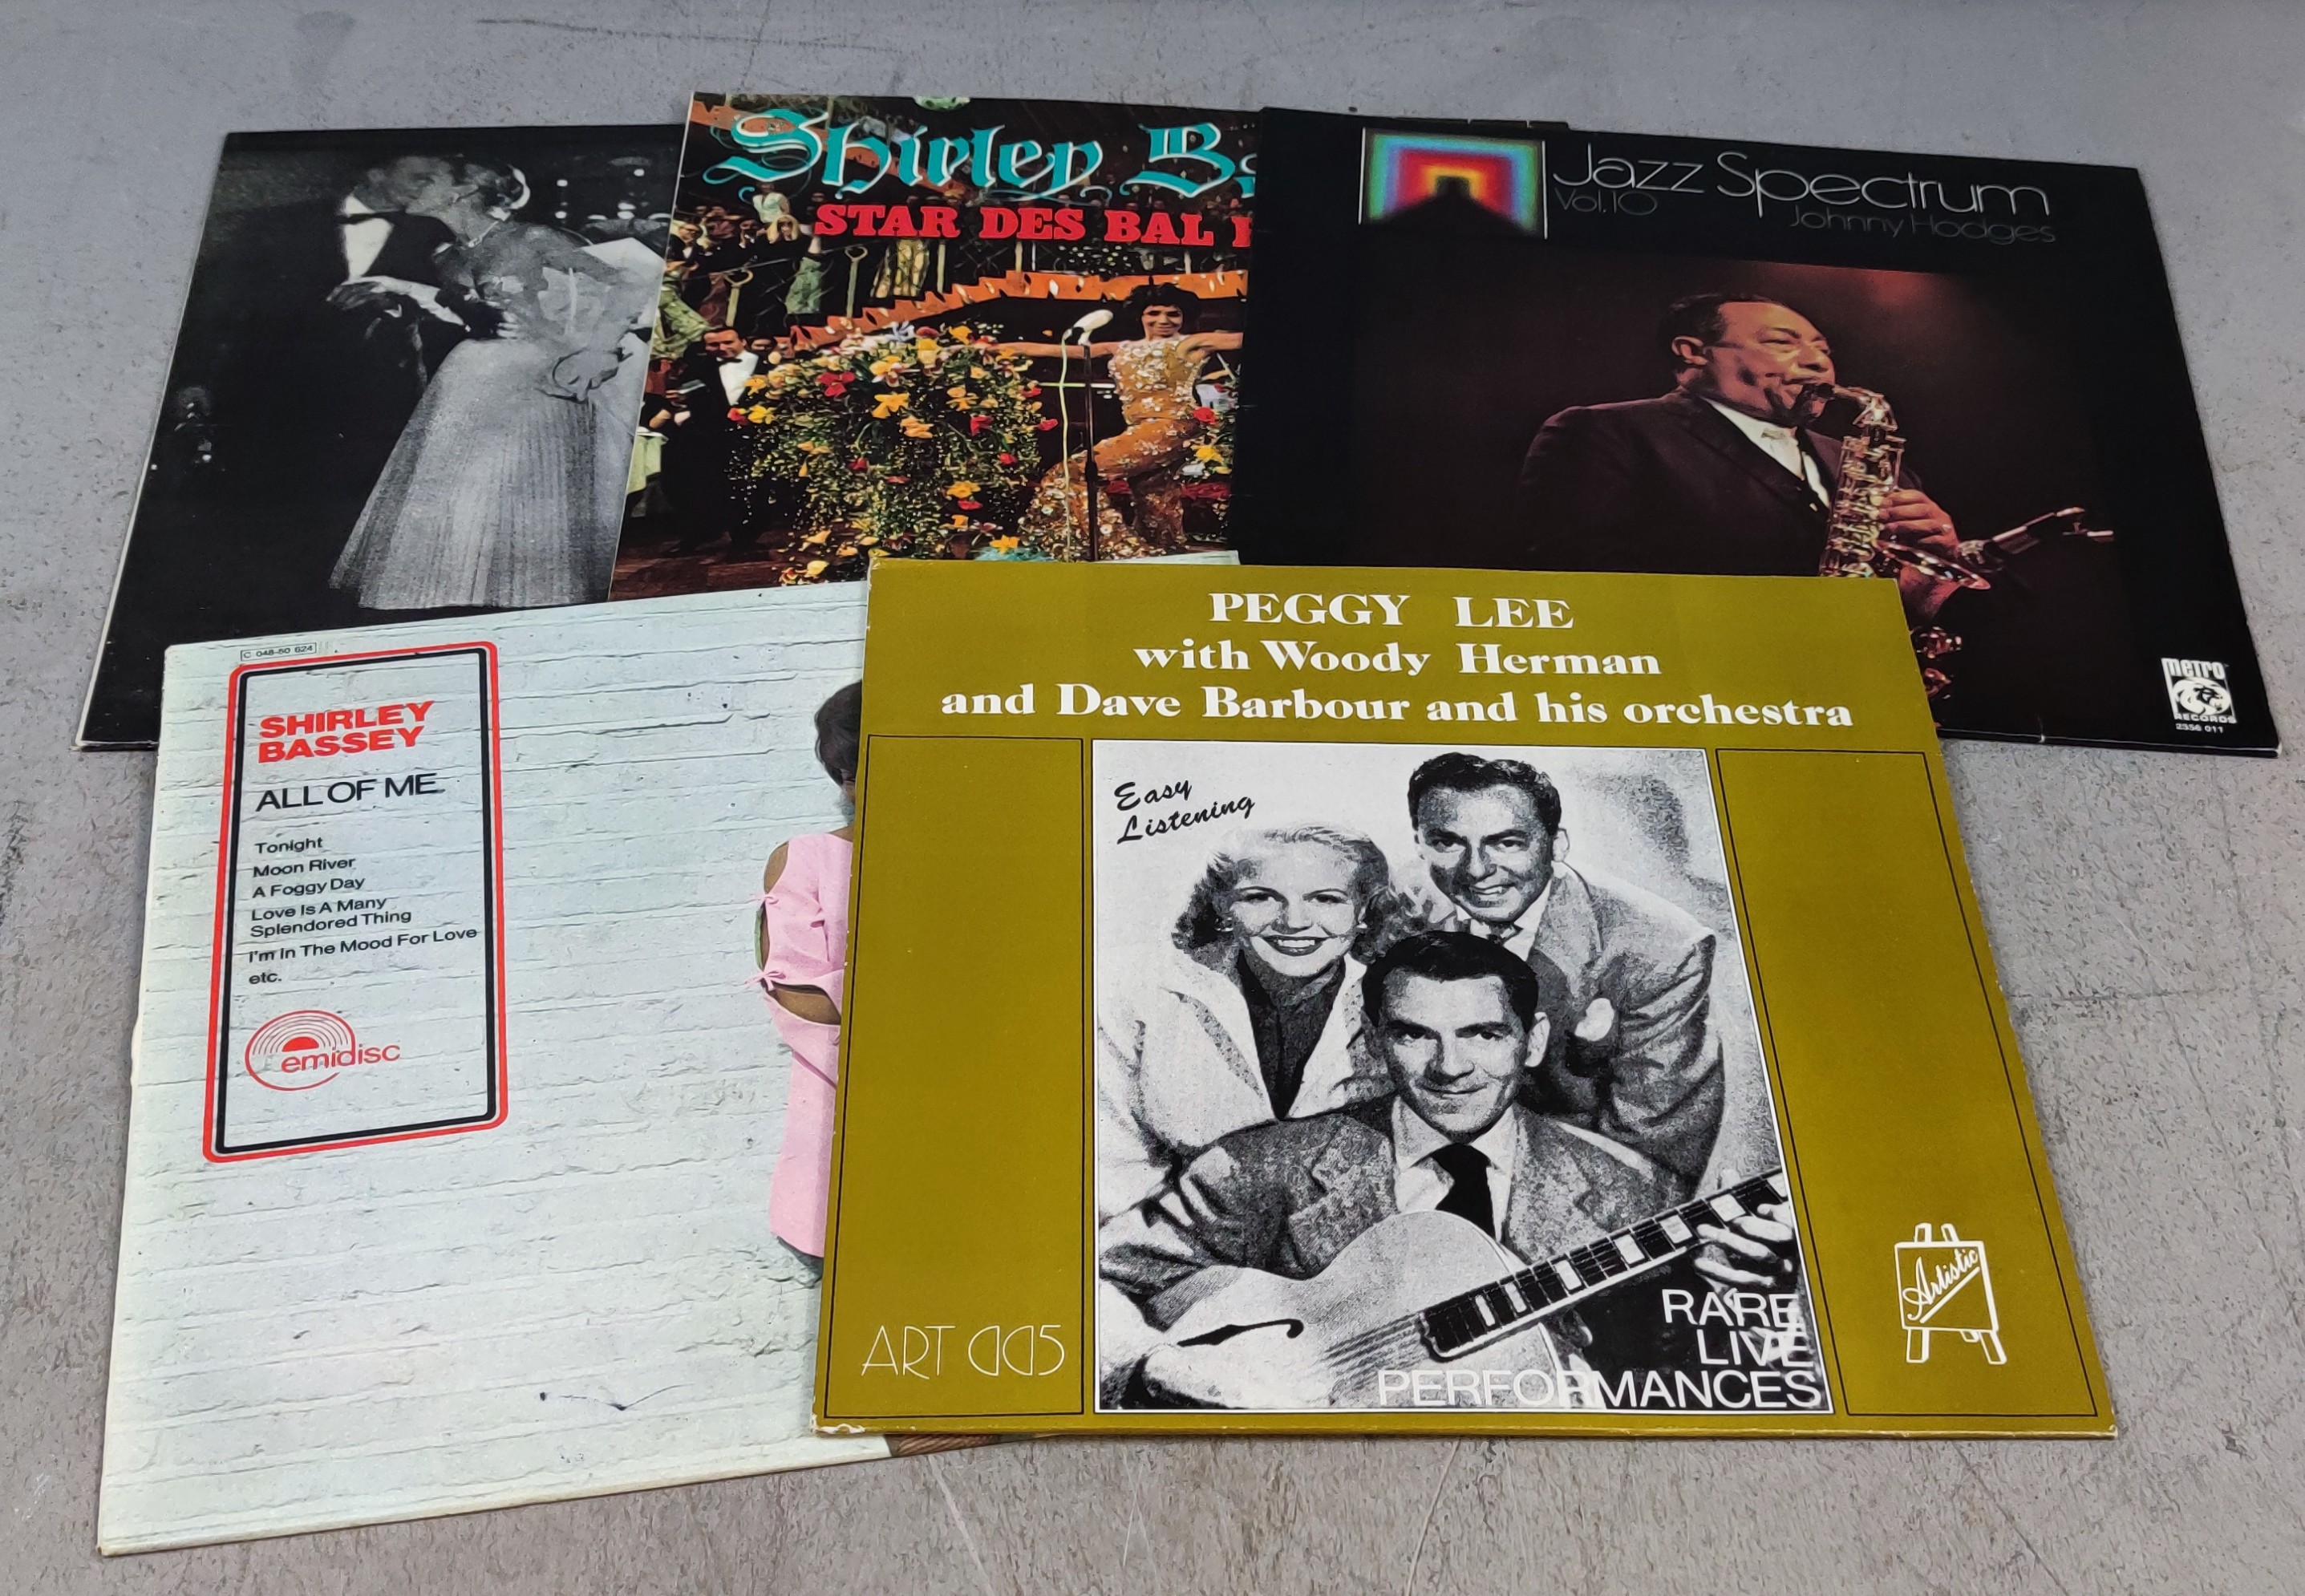 Shirley
STAR DES BAL
Jazz Spectrum
Vol.10
Johnny Hodges
metro
RECORDS
2356 011
C 048-50 624
SHIRLEY
BASSEY
ALL OF ME
Tonight
Moon River
A Foggy Day
Love Is A Many
Splendored Thing
I'm In The Mood For Love
etc.
emidisc
PEGGY LEE
with Woody Herman
and Dave Barbour and his orchestra
Easy
Listening
RARE
LIVE
PERFORMANCES
ART 005
Artistic